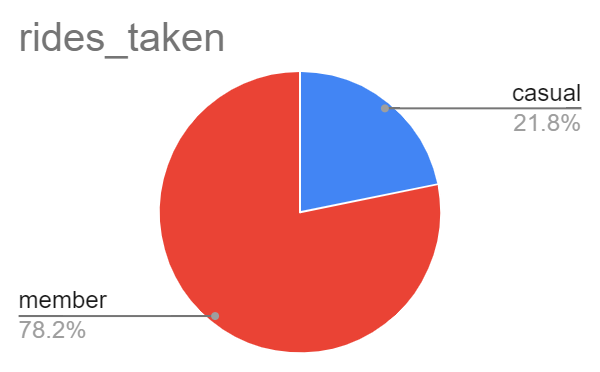 rides_taken
casual
21.8%
member
78.2%